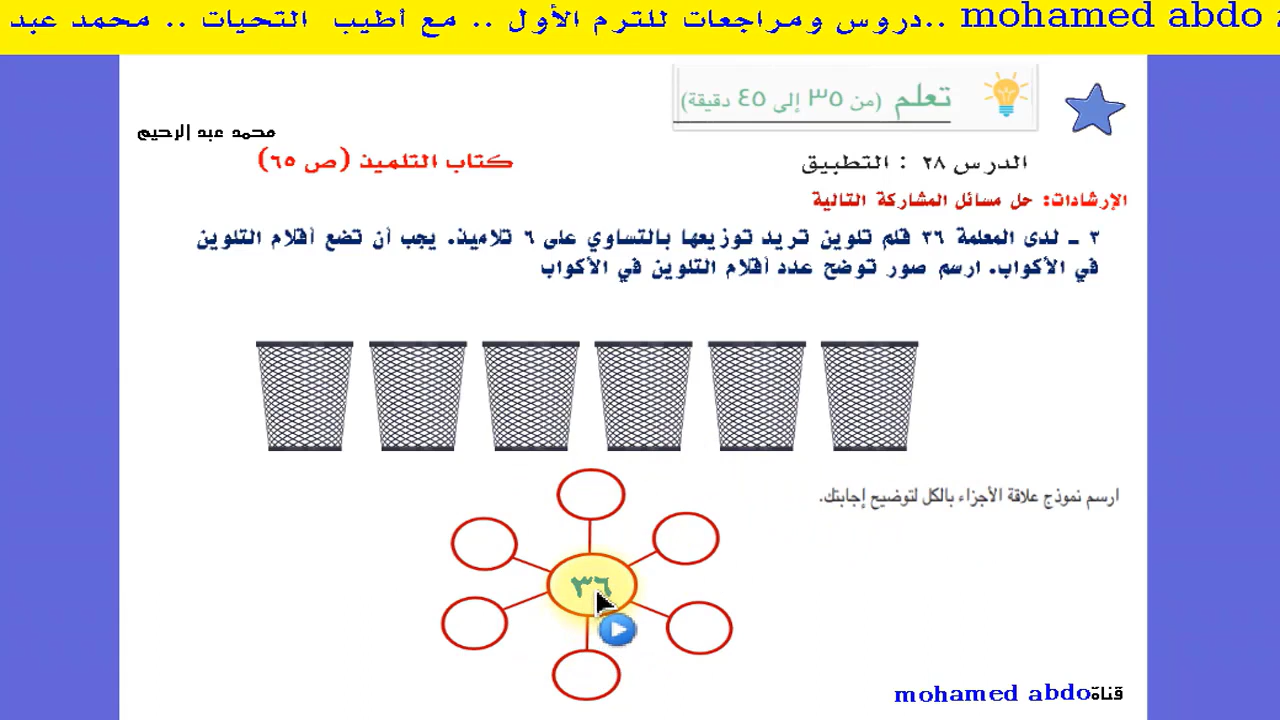 mohamed abdo ..دروس ومراجعات للترم الأول .. مع أطيب التحيات .. محمد عبد
تعلم (من ٣٥ إلى ٤٥ دقيقة)
محمد عبد الرحيم
الدرس ٢٨ : التطبيق
كتاب التلميذ (ص ٦٥)
الإرشادات: حل مسائل المشاركة التالية
٣ ـ لدى المعلمة ٣٦ قلم تلوين تريد توزيعها بالتساوي على ٦ تلاميذ. يجب أن تضع أقلام التلوين
في الأكواب. ارسم صور توضح عدد أقلام التلوين في الأكواب
ارسم نموذج علاقة الأجزاء بالكل لتوضيح إجابتك.
٣٦
قناة mohamed abdo